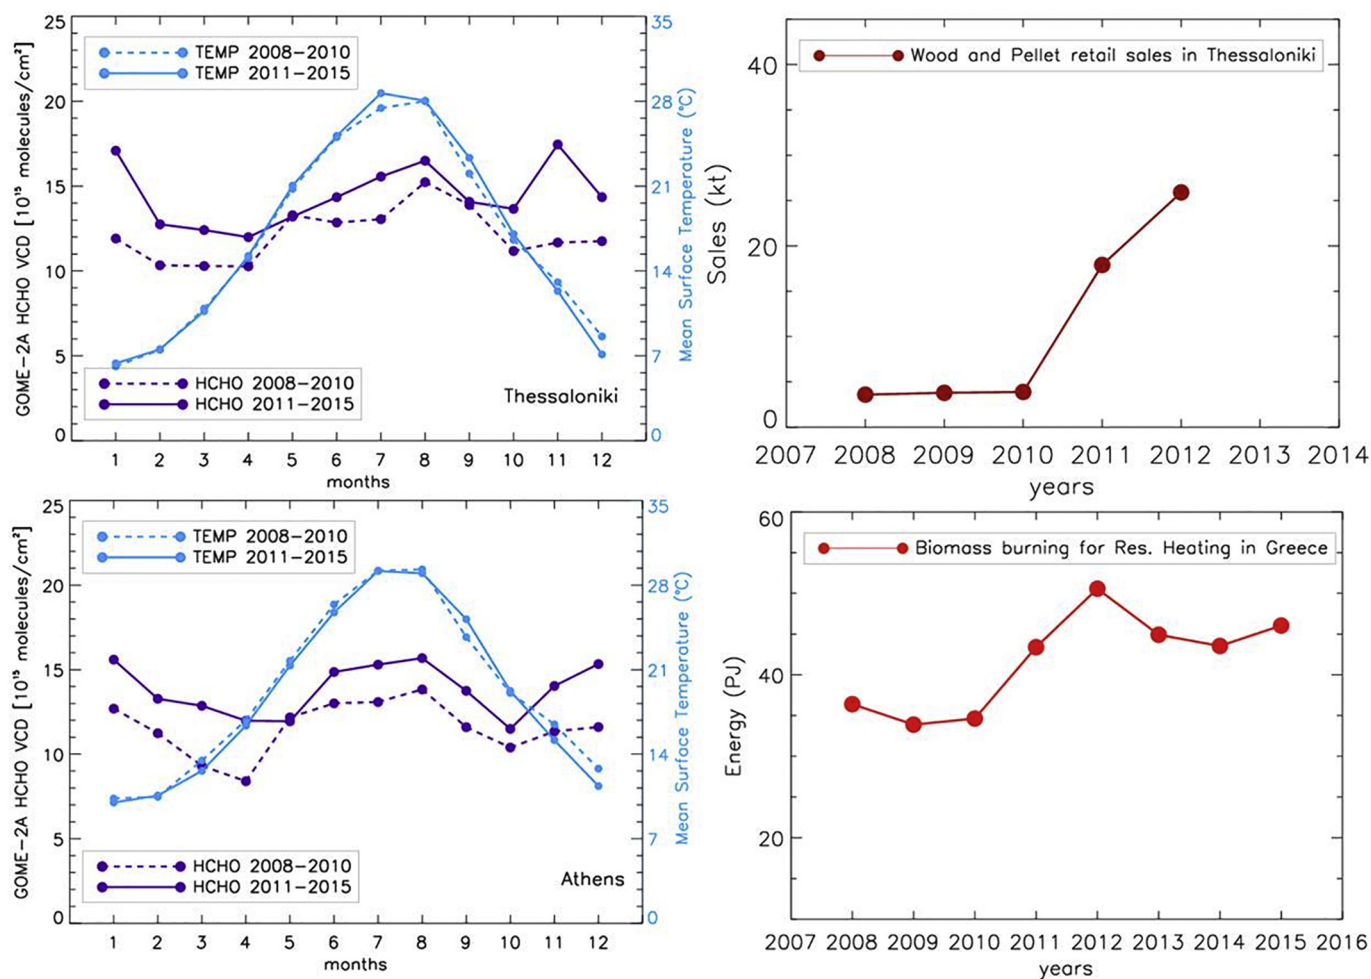 25
20
15
10
5
0
GOME-2A HCHO VCD [10¹⁵ molecules/cm²]
TEMP 2008-2010
TEMP 2011-2015
HCHO 2008-2010
HCHO 2011-2015
Thessaloniki
35
28
21
14
7
0
Mean Surface Temperature (°C)
1 2 3 4 5 6 7 8 9 10 11 12
months
Wood and Pellet retail sales in Thessaloniki
40
20
0
Sales (kt)
2007 2008 2009 2010 2011 2012 2013 2014
years
25
20
15
10
5
0
GOME-2A HCHO VCD [10¹⁵ molecules/cm²]
TEMP 2008-2010
TEMP 2011-2015
HCHO 2008-2010
HCHO 2011-2015
Athens
35
28
21
14
7
0
Mean Surface Temperature (°C)
1 2 3 4 5 6 7 8 9 10 11 12
months
60
40
20
Energy (PJ)
Biomass burning for Res. Heating in Greece
2007 2008 2009 2010 2011 2012 2013 2014 2015 2016
years